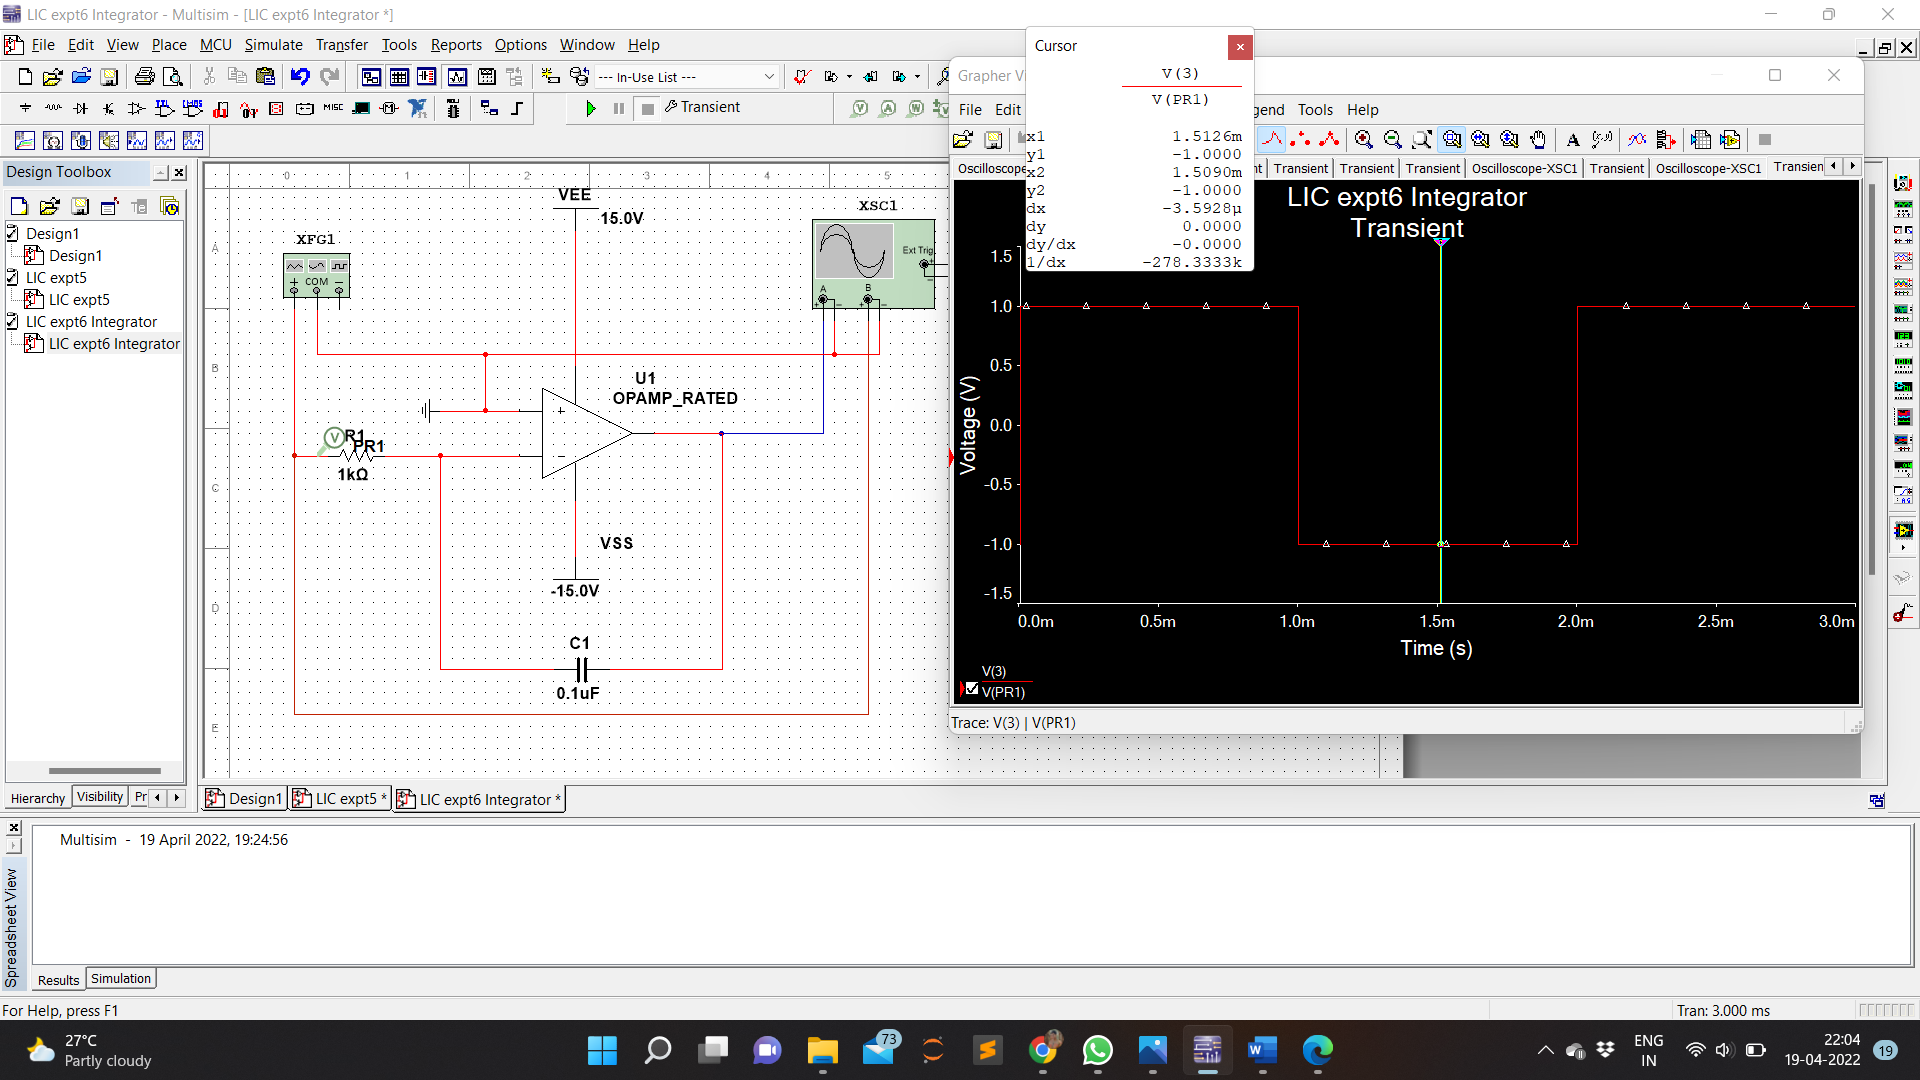 LIC expt6 Integrator - Multisim - [LIC expt6 Integrator *]
File Edit View Place MCU Simulate Transfer Tools Reports Options Window Help
--- In-Use List ---
Transient
MISC
Design Toolbox
Design1
Design1
LIC expt5
LIC expt5
LIC expt6 Integrator
LIC expt6 Integrator
Hierarchy Visibility Pr
0 1 2 3 4 5
A
B
C
D
E
XFG1
COM
VEE
15.0V
XSC1
Ext Trig
A B
U1
OPAMP_RATED
R1
PR1
1kΩ
VSS
-15.0V
C1
0.1uF
Design1 LIC expt5 * LIC expt6 Integrator *
Cursor
V(3)
V(PR1)
x1 1.5126m
y1 -1.0000
x2 1.5090m
y2 -1.0000
dx -3.5928µ
dy 0.0000
dy/dx -0.0000
1/dx -278.3333k
Grapher V
File Edit gend Tools Help
Oscilloscope t Transient Transient Transient Oscilloscope-XSC1 Transient Oscilloscope-XSC1 Transien
LIC expt6 Integrator
Transient
Voltage (V)
1.5
1.0
0.5
0.0
-0.5
-1.0
-1.5
0.0m 0.5m 1.0m 1.5m 2.0m 2.5m 3.0m
Time (s)
V(3)
V(PR1)
Trace: V(3) | V(PR1)
Spreadsheet View
Multisim - 19 April 2022, 19:24:56
Results Simulation
For Help, press F1
Tran: 3.000 ms
27°C
Partly cloudy
73
ENG
IN
22:04
19-04-2022
19